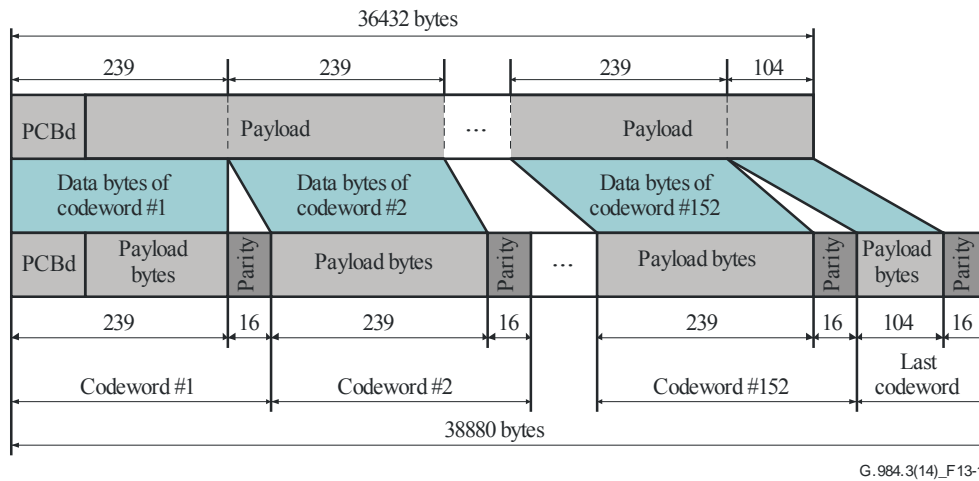 36432 bytes
239 239 239 104
PCBd Payload ... Payload
Data bytes of codeword #1 Data bytes of codeword #2 Data bytes of codeword #152
PCBd Payload bytes Parity Payload bytes Parity ... Payload bytes Parity Payload bytes Parity
239 16 239 16 239 16 104 16
Codeword #1 Codeword #2 Codeword #152 Last codeword
38880 bytes
G.984.3(14)_F13-